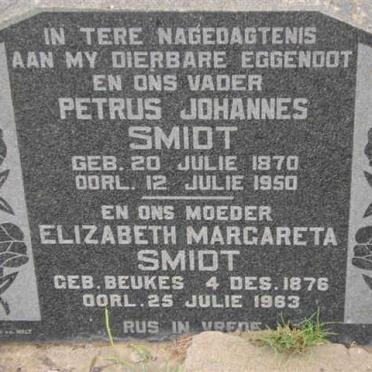 IN TERE NAGEDAGTENIS
AAN MY DIERBARE EGGENOOT
EN ONS VADER
PETRUS JOHANNES
SMIDT
GEB. 20 JULIE 1870
OORL. 12 JULIE 1950
EN ONS MOEDER
ELIZABETH MARGARETA
SMIDT
GEB. BEUKES 4 DES. 1876
OORL. 25 JULIE 1963
RUS IN VREDE